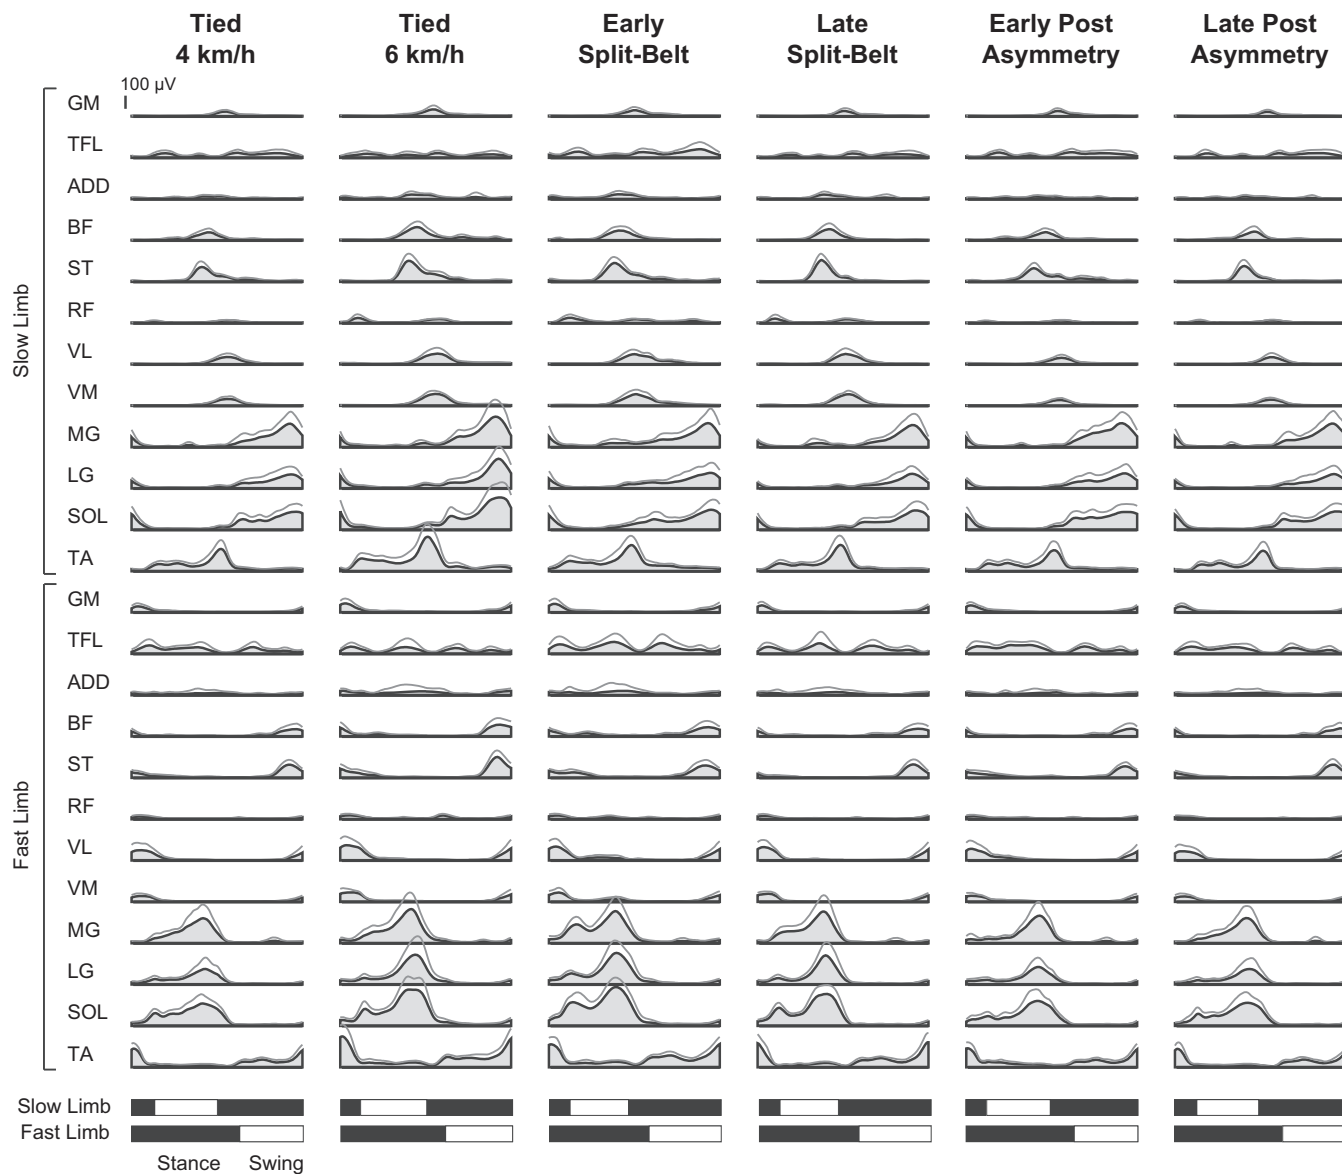 Tied 4 km/h
Tied 6 km/h
Early Split-Belt
Late Split-Belt
Early Post Asymmetry
Late Post Asymmetry
100 μV
Slow Limb
GM
TFL
ADD
BF
ST
RF
VL
VM
MG
LG
SOL
TA
Fast Limb
GM
TFL
ADD
BF
ST
RF
VL
VM
MG
LG
SOL
TA
Slow Limb
Fast Limb
Stance Swing